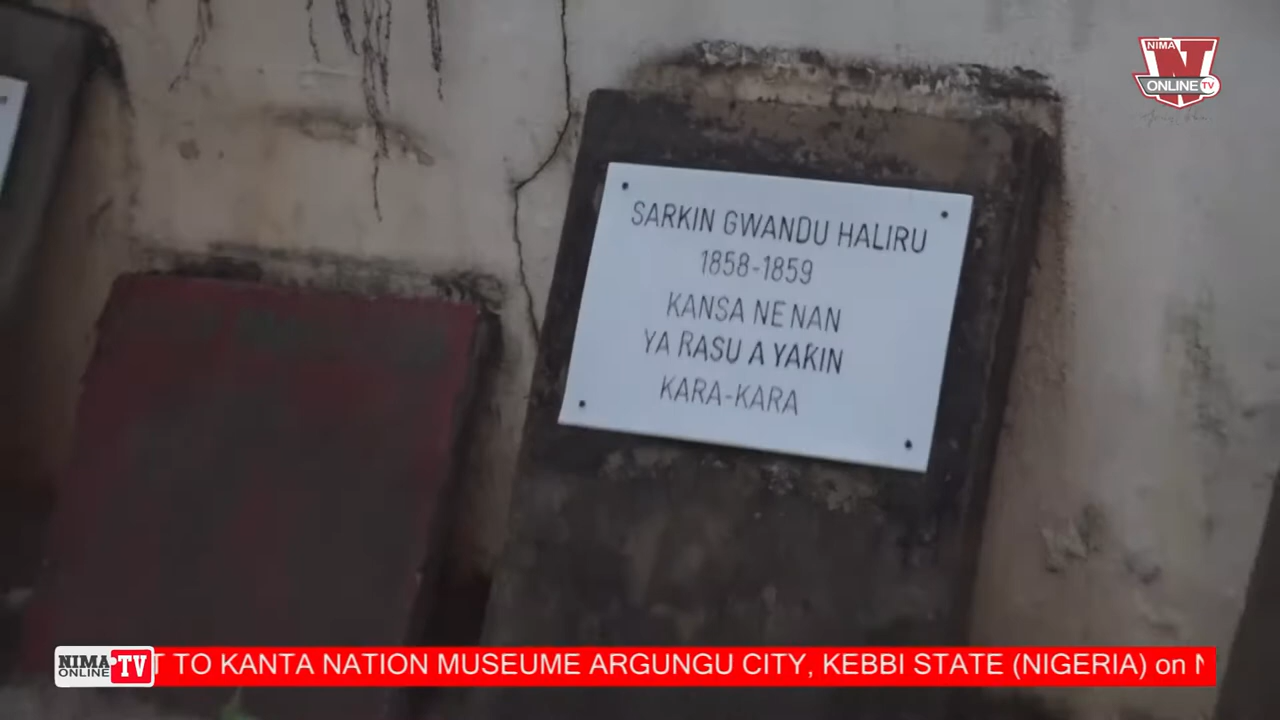 NIMA
N
ONLINE TV
SARKIN GWANDU HALIRU
1858-1859
KANSA NE NAN
YA RASU A YAKIN
KARA-KARA
NIMA
ONLINE TV
T TO KANTA NATION MUSEUME ARGUNGU CITY, KEBBI STATE (NIGERIA) on